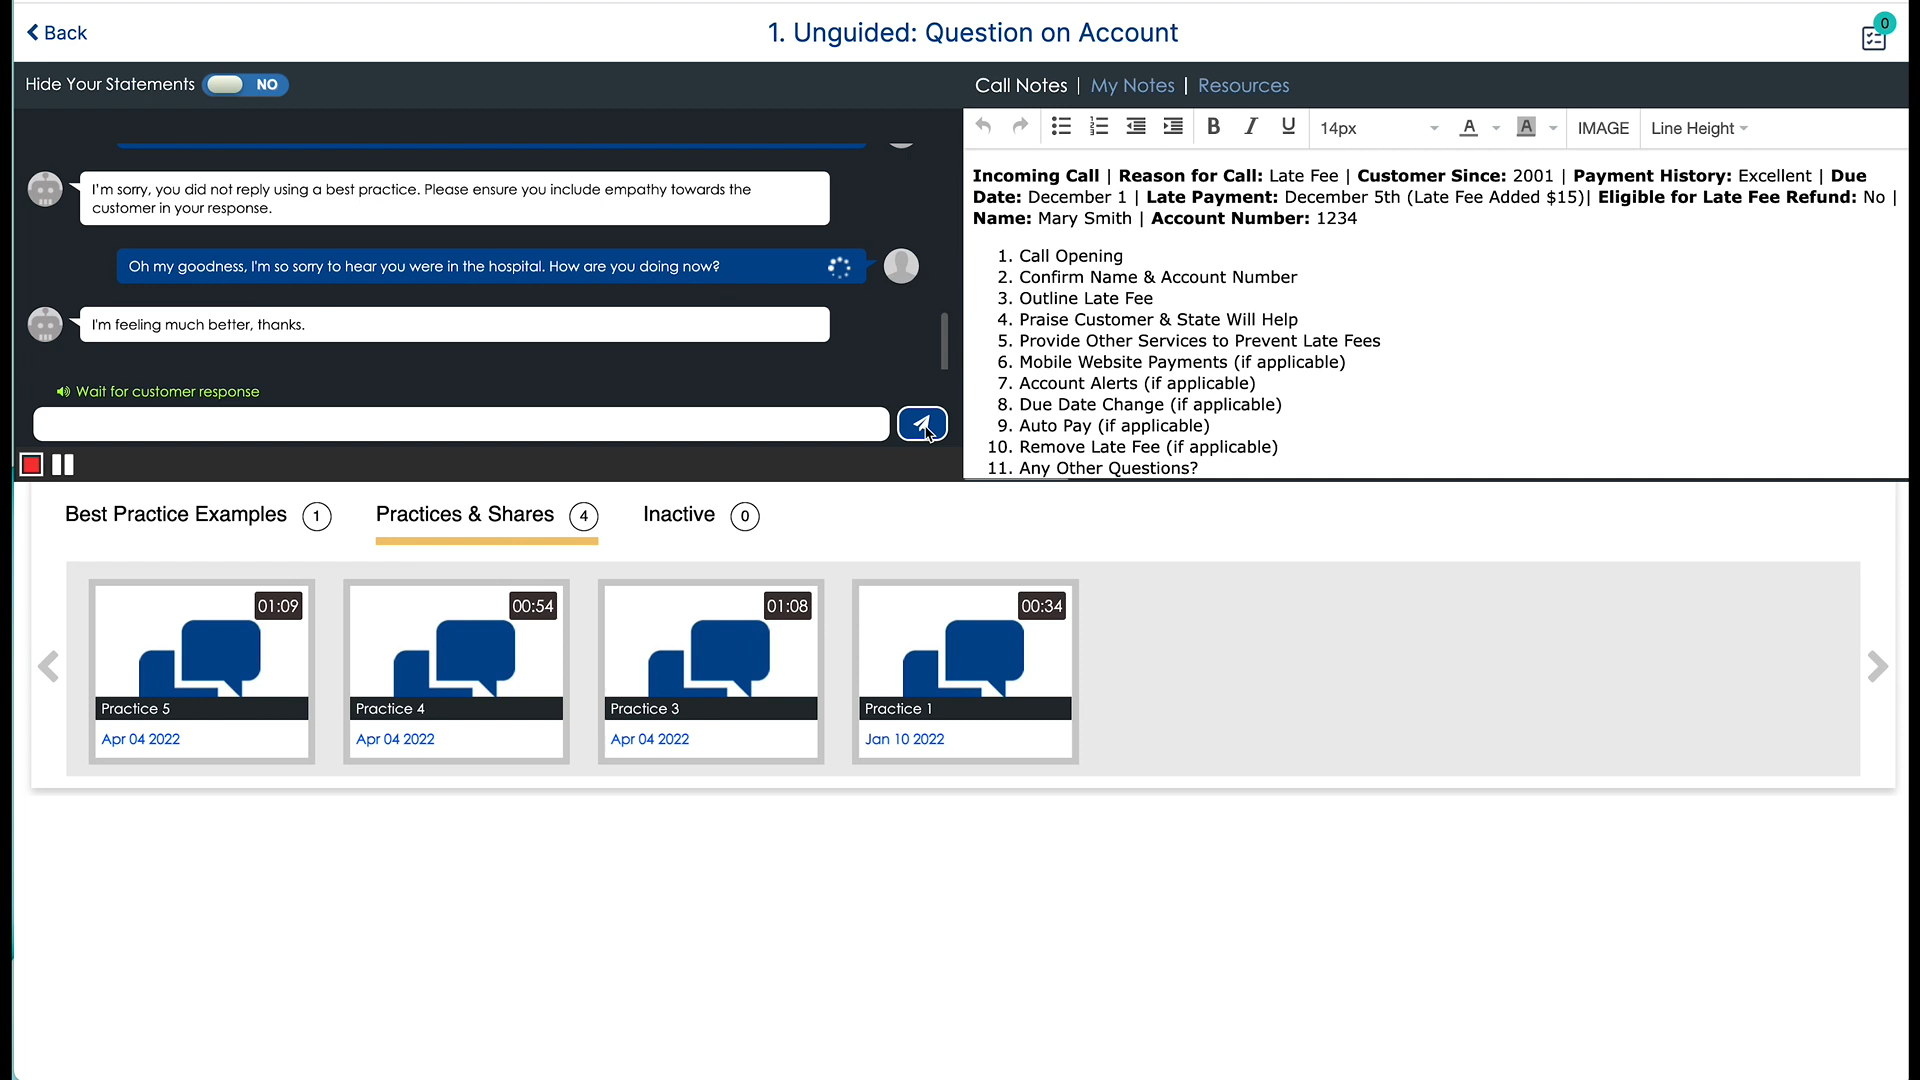 Back
1. Unguided: Question on Account
0
Hide Your Statements NO
Call Notes | My Notes | Resources
14px A A IMAGE Line Height
B I U
I'm sorry, you did not reply using a best practice. Please ensure you include empathy towards the
customer in your response.
Oh my goodness, I'm so sorry to hear you were in the hospital. How are you doing now?
I'm feeling much better, thanks.
Wait for customer response
Incoming Call | Reason for Call: Late Fee | Customer Since: 2001 | Payment History: Excellent | Due
Date: December 1 | Late Payment: December 5th (Late Fee Added $15)| Eligible for Late Fee Refund: No |
Name: Mary Smith | Account Number: 1234
1. Call Opening
2. Confirm Name & Account Number
3. Outline Late Fee
4. Praise Customer & State Will Help
5. Provide Other Services to Prevent Late Fees
6. Mobile Website Payments (if applicable)
7. Account Alerts (if applicable)
8. Due Date Change (if applicable)
9. Auto Pay (if applicable)
10. Remove Late Fee (if applicable)
11. Any Other Questions?
Best Practice Examples 1 Practices & Shares 4 Inactive 0
01:09
Practice 5
Apr 04 2022
00:54
Practice 4
Apr 04 2022
01:08
Practice 3
Apr 04 2022
00:34
Practice 1
Jan 10 2022